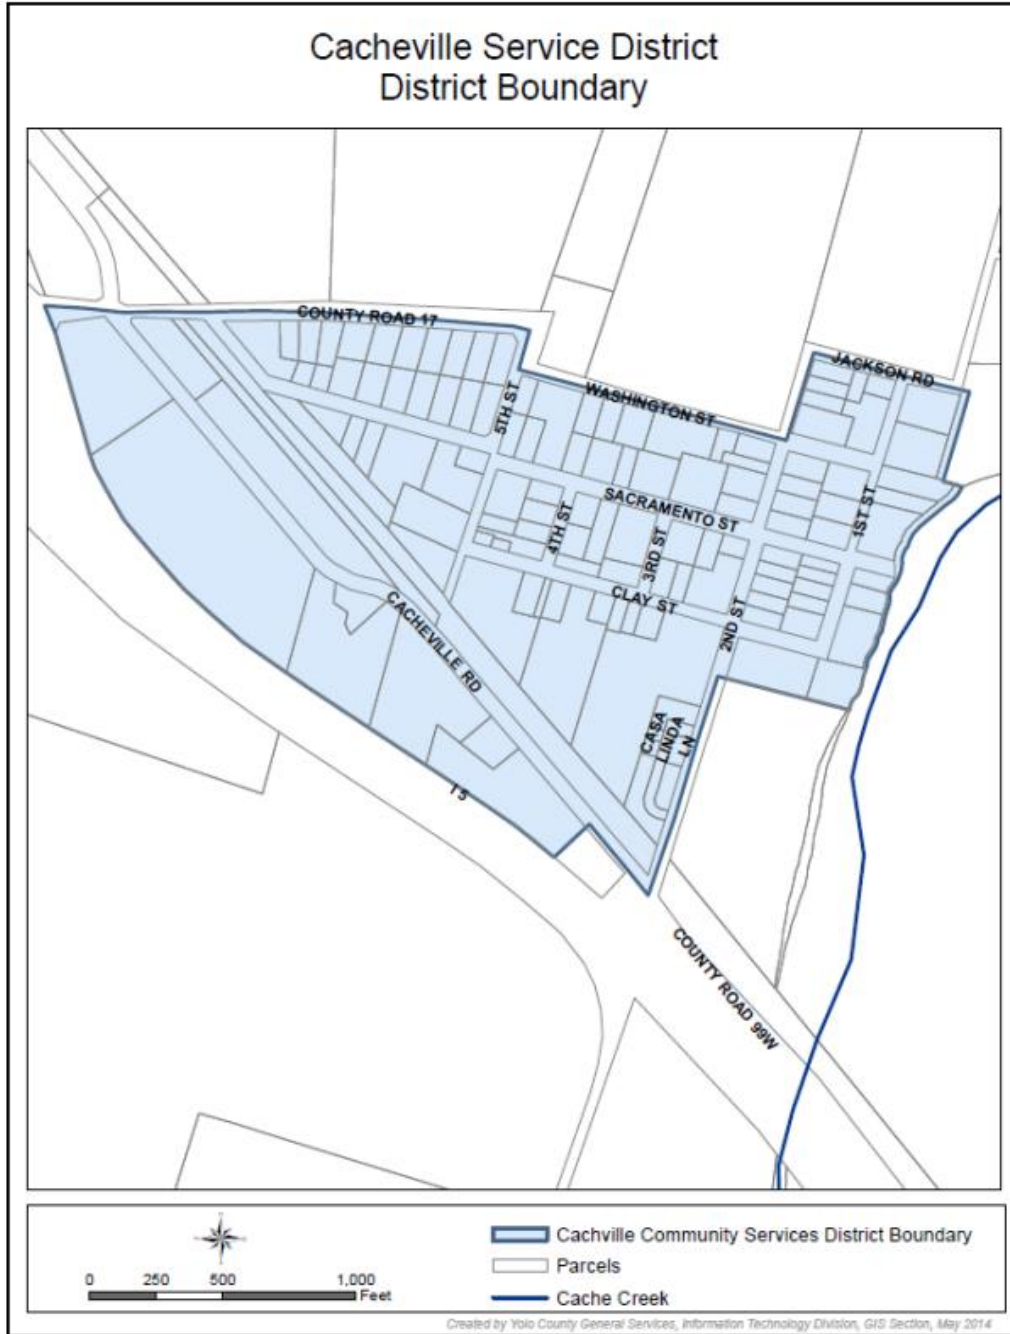 Cacheville Service District
District Boundary
COUNTY ROAD 17
JACKSON RD
WASHINGTON ST
5TH ST
SACRAMENTO ST
1ST ST
4TH ST
3RD ST
CLAY ST
2ND ST
CACHEVILLE RD
CASA
LINDA
LN
I 5
COUNTY ROAD 99W
0 250 500 1,000
Feet
Cachville Community Services District Boundary
Parcels
Cache Creek
Created by Yolo County General Services, Information Technology Division, GIS Section, May 2014